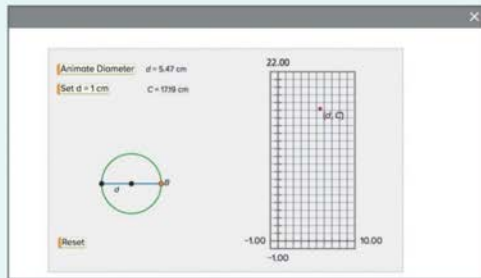 Animate Diameter d = 5.47 cm
Set d = 1 cm C = 17.19 cm
22.00
(d, C)
B
d
Reset
-1.00 10.00
-1.00